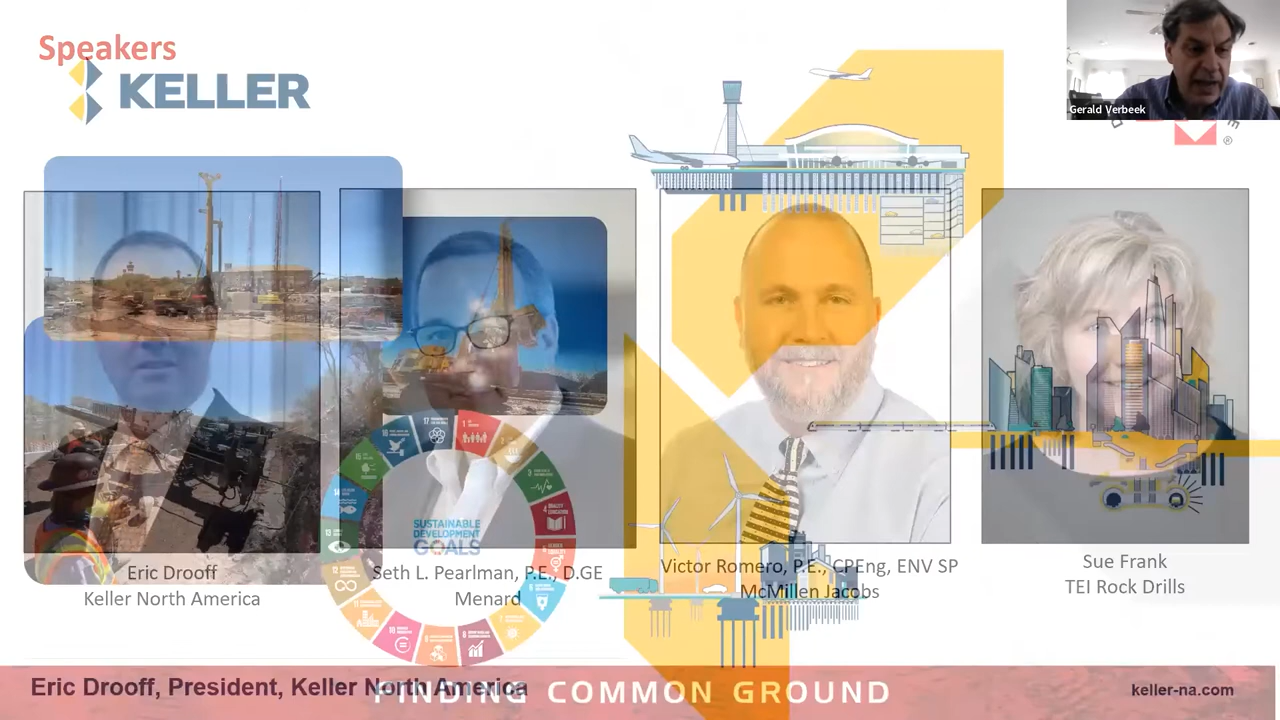 Speakers
KELLER
Gerald Verbeek
®
SUSTAINABLE
DEVELOPMENT
GOALS
Eric Drooff
Keller North America
Seth L. Pearlman, P.E., D.GE
Menard
Victor Romero, P.E., CPEng, ENV SP
McMillen Jacobs
Sue Frank
TEI Rock Drills
Eric Drooff, President, Keller North America
FINDING COMMON GROUND
keller-na.com